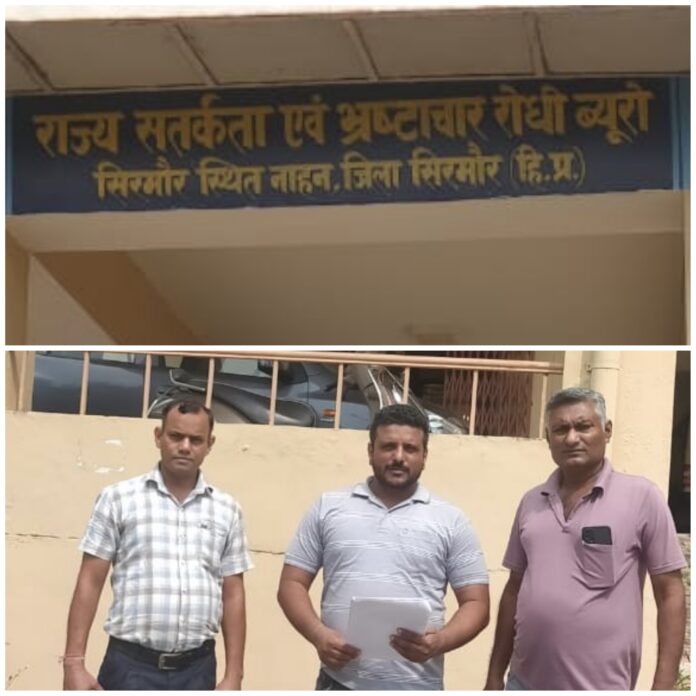 राज्य सतर्कता एवं भ्रष्टाचार रोधी ब्यूरो
सिरमौर स्थित नाहन, जिला सिरमौर (हि.प्र.)